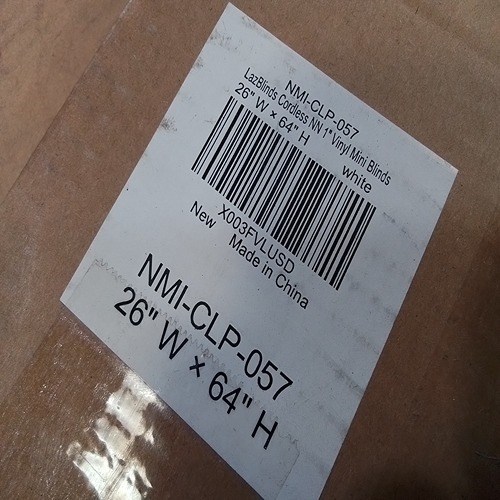 NMI-CLP-057
LazBlinds Cordless NN 1" Vinyl Mini Blinds
26" W × 64" H
white
X003FVLUSD
New
Made in China
NMI-CLP-057
26" W × 64" H